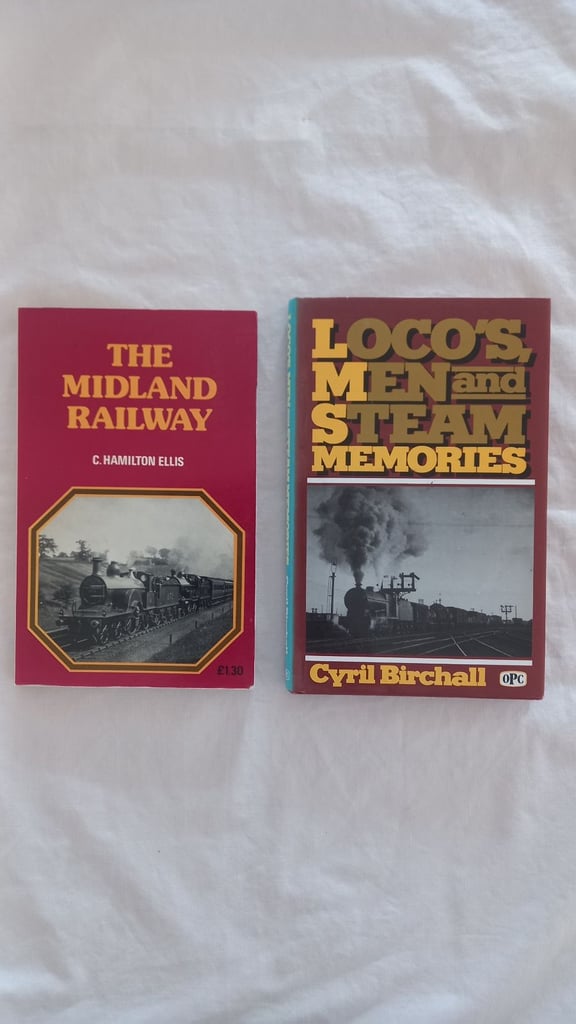 THE
MIDLAND
RAILWAY
C. HAMILTON ELLIS
£1.30
LOCO'S,
MEN and
STEAM
MEMORIES
Cyril Birchall
OPC